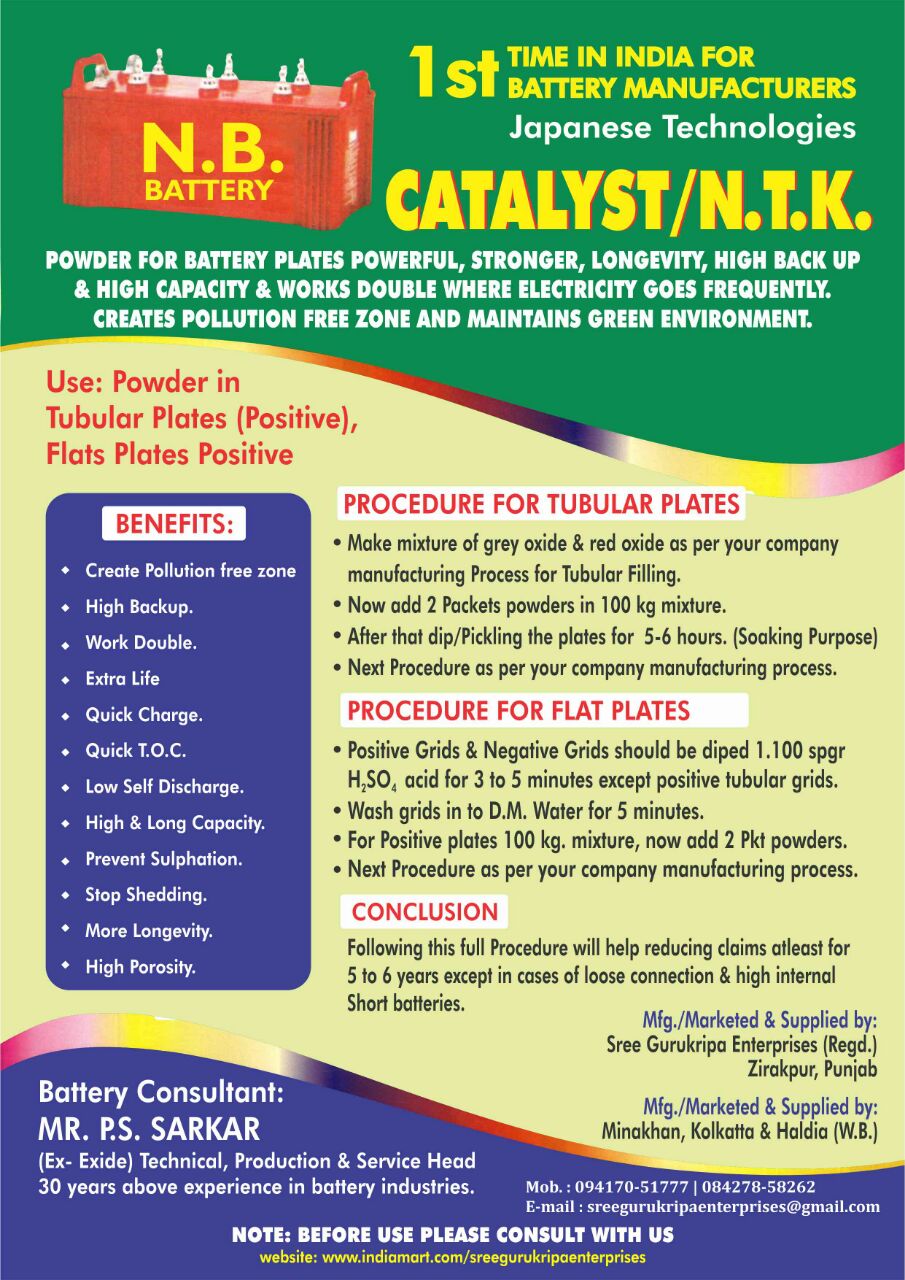 N.B.
BATTERY
1st TIME IN INDIA FOR
BATTERY MANUFACTURERS
Japanese Technologies
CATALYST/N.T.K.
POWDER FOR BATTERY PLATES POWERFUL, STRONGER, LONGEVITY, HIGH BACK UP
& HIGH CAPACITY & WORKS DOUBLE WHERE ELECTRICITY GOES FREQUENTLY.
CREATES POLLUTION FREE ZONE AND MAINTAINS GREEN ENVIRONMENT.
Use: Powder in
Tubular Plates (Positive),
Flats Plates Positive
BENEFITS:
Create Pollution free zone
High Backup.
Work Double.
Extra Life
Quick Charge.
Quick T.O.C.
Low Self Discharge.
High & Long Capacity.
Prevent Sulphation.
Stop Shedding.
More Longevity.
High Porosity.
PROCEDURE FOR TUBULAR PLATES
• Make mixture of grey oxide & red oxide as per your company
manufacturing Process for Tubular Filling.
• Now add 2 Packets powders in 100 kg mixture.
• After that dip/Pickling the plates for 5-6 hours. (Soaking Purpose)
• Next Procedure as per your company manufacturing process.
PROCEDURE FOR FLAT PLATES
• Positive Grids & Negative Grids should be diped 1.100 spgr
H₂SO₄ acid for 3 to 5 minutes except positive tubular grids.
• Wash grids in to D.M. Water for 5 minutes.
• For Positive plates 100 kg. mixture, now add 2 Pkt powders.
• Next Procedure as per your company manufacturing process.
CONCLUSION
Following this full Procedure will help reducing claims atleast for
5 to 6 years except in cases of loose connection & high internal
Short batteries.
Mfg./Marketed & Supplied by:
Sree Gurukripa Enterprises (Regd.)
Zirakpur, Punjab
Mfg./Marketed & Supplied by:
Minakhan, Kolkatta & Haldia (W.B.)
Battery Consultant:
MR. P.S. SARKAR
(Ex- Exide) Technical, Production & Service Head
30 years above experience in battery industries.
Mob. : 094170-51777 | 084278-58262
E-mail : sreegurukripaenterprises@gmail.com
NOTE: BEFORE USE PLEASE CONSULT WITH US
website: www.indiamart.com/sreegurukripaenterprises